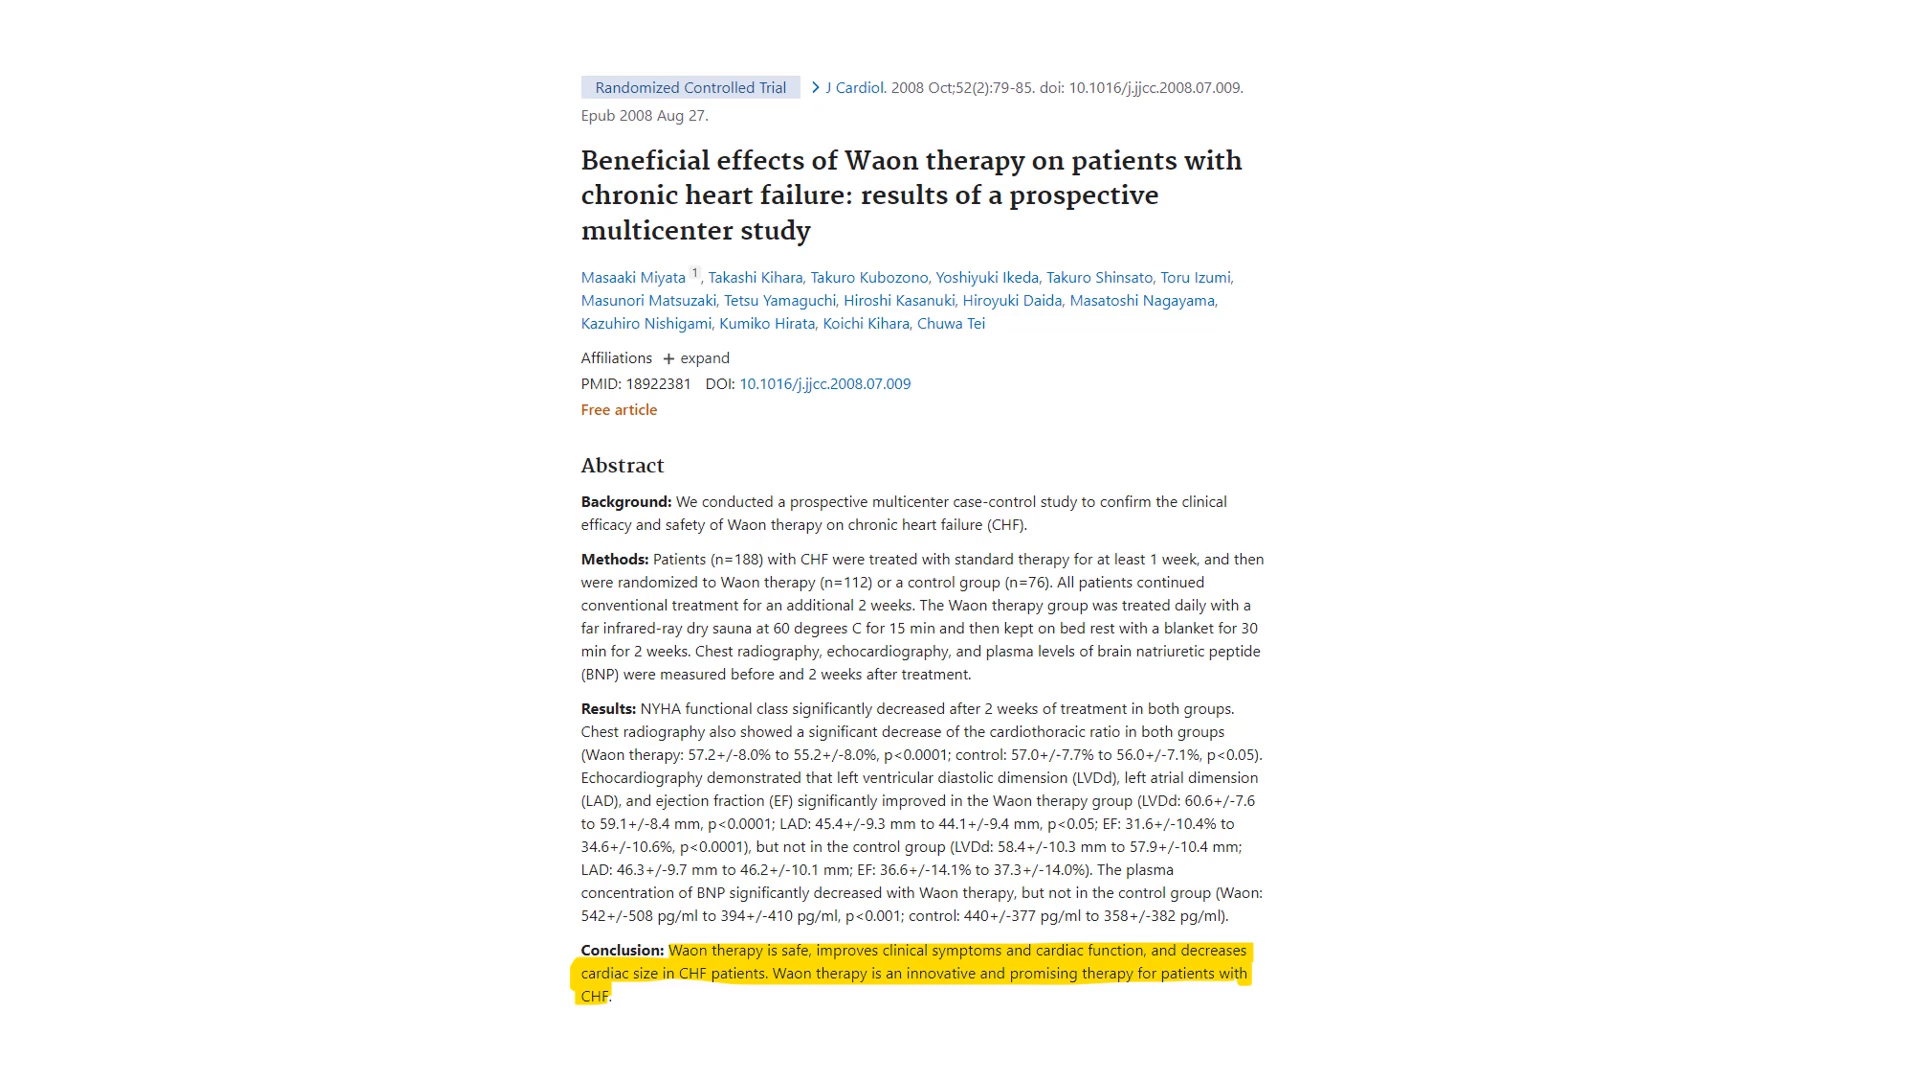 Randomized Controlled Trial > J Cardiol. 2008 Oct;52(2):79-85. doi: 10.1016/j.jjcc.2008.07.009.
Epub 2008 Aug 27.
Beneficial effects of Waon therapy on patients with
chronic heart failure: results of a prospective
multicenter study
Masaaki Miyata 1, Takashi Kihara, Takuro Kubozono, Yoshiyuki Ikeda, Takuro Shinsato, Toru Izumi,
Masunori Matsuzaki, Tetsu Yamaguchi, Hiroshi Kasanuki, Hiroyuki Daida, Masatoshi Nagayama,
Kazuhiro Nishigami, Kumiko Hirata, Koichi Kihara, Chuwa Tei
Affiliations + expand
PMID: 18922381 DOI: 10.1016/j.jjcc.2008.07.009
Free article
Abstract
Background: We conducted a prospective multicenter case-control study to confirm the clinical
efficacy and safety of Waon therapy on chronic heart failure (CHF).
Methods: Patients (n=188) with CHF were treated with standard therapy for at least 1 week, and then
were randomized to Waon therapy (n=112) or a control group (n=76). All patients continued
conventional treatment for an additional 2 weeks. The Waon therapy group was treated daily with a
far infrared-ray dry sauna at 60 degrees C for 15 min and then kept on bed rest with a blanket for 30
min for 2 weeks. Chest radiography, echocardiography, and plasma levels of brain natriuretic peptide
(BNP) were measured before and 2 weeks after treatment.
Results: NYHA functional class significantly decreased after 2 weeks of treatment in both groups.
Chest radiography also showed a significant decrease of the cardiothoracic ratio in both groups
(Waon therapy: 57.2+/-8.0% to 55.2+/-8.0%, p<0.0001; control: 57.0+/-7.7% to 56.0+/-7.1%, p<0.05).
Echocardiography demonstrated that left ventricular diastolic dimension (LVDd), left atrial dimension
(LAD), and ejection fraction (EF) significantly improved in the Waon therapy group (LVDd: 60.6+/-7.6
to 59.1+/-8.4 mm, p<0.0001; LAD: 45.4+/-9.3 mm to 44.1+/-9.4 mm, p<0.05; EF: 31.6+/-10.4% to
34.6+/-10.6%, p<0.0001), but not in the control group (LVDd: 58.4+/-10.3 mm to 57.9+/-10.4 mm;
LAD: 46.3+/-9.7 mm to 46.2+/-10.1 mm; EF: 36.6+/-14.1% to 37.3+/-14.0%). The plasma
concentration of BNP significantly decreased with Waon therapy, but not in the control group (Waon:
542+/-508 pg/ml to 394+/-410 pg/ml, p<0.001; control: 440+/-377 pg/ml to 358+/-382 pg/ml).
Conclusion: Waon therapy is safe, improves clinical symptoms and cardiac function, and decreases
cardiac size in CHF patients. Waon therapy is an innovative and promising therapy for patients with
CHF.